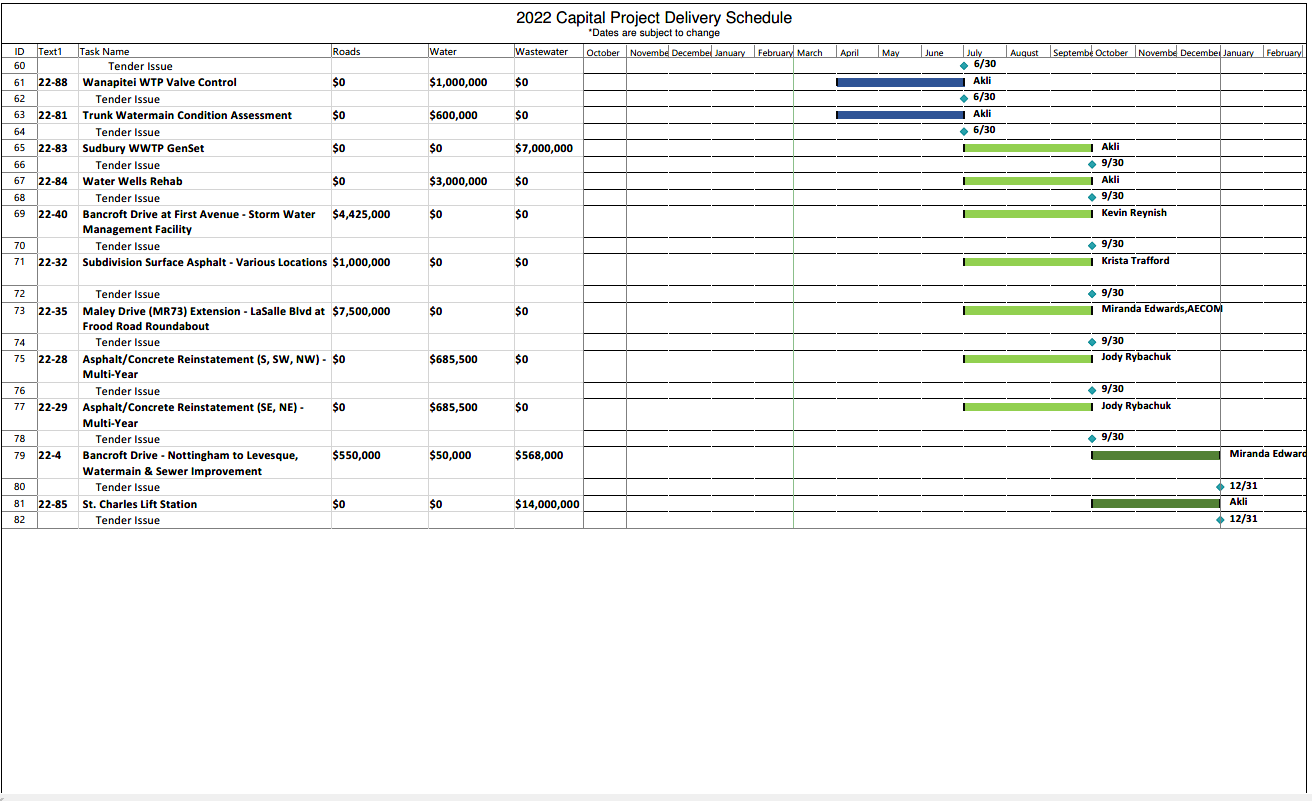 2022 Capital Project Delivery Schedule
*Dates are subject to change
ID Text1 Task Name Roads Water Wastewater October Novembe December January February March April May June July August Septembe October Novembe December January February
60 Tender Issue 6/30
61 22-88 Wanapitei WTP Valve Control $0 $1,000,000 $0 Akli
62 Tender Issue 6/30
63 22-81 Trunk Watermain Condition Assessment $0 $600,000 $0 Akli
64 Tender Issue 6/30
65 22-83 Sudbury WWTP GenSet $0 $0 $7,000,000 Akli
66 Tender Issue 9/30
67 22-84 Water Wells Rehab $0 $3,000,000 $0 Akli
68 Tender Issue 9/30
69 22-40 Bancroft Drive at First Avenue - Storm Water $4,425,000 $0 $0 Kevin Reynish
Management Facility
70 Tender Issue 9/30
71 22-32 Subdivision Surface Asphalt - Various Locations $1,000,000 $0 $0 Krista Trafford
72 Tender Issue 9/30
73 22-35 Maley Drive (MR73) Extension - LaSalle Blvd at $7,500,000 $0 $0 Miranda Edwards,AECOM
Frood Road Roundabout
74 Tender Issue 9/30
75 22-28 Asphalt/Concrete Reinstatement (S, SW, NW) - $0 $685,500 $0 Jody Rybachuk
Multi-Year
76 Tender Issue 9/30
77 22-29 Asphalt/Concrete Reinstatement (SE, NE) - $0 $685,500 $0 Jody Rybachuk
Multi-Year
78 Tender Issue 9/30
79 22-4 Bancroft Drive - Nottingham to Levesque, $550,000 $50,000 $568,000 Miranda Edward
Watermain & Sewer Improvement
80 Tender Issue 12/31
81 22-85 St. Charles Lift Station $0 $0 $14,000,000 Akli
82 Tender Issue 12/31